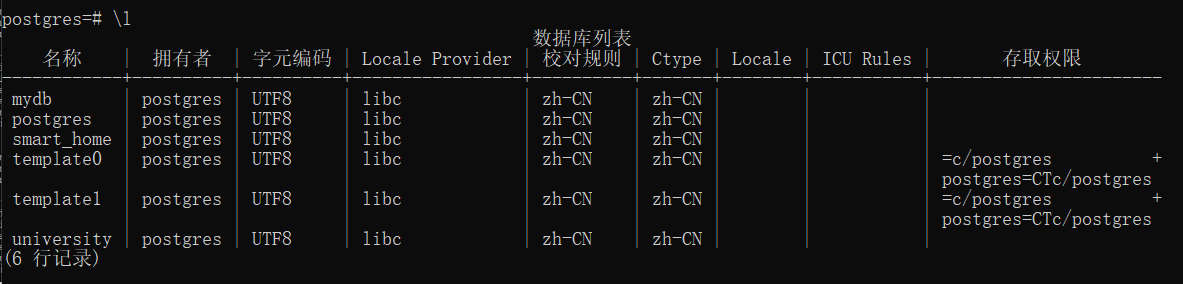 postgres=# \l
数据库列表
名称 | 拥有者 | 字元编码 | Locale Provider | 校对规则 | Ctype | Locale | ICU Rules | 存取权限
------------+----------+----------+-----------------+----------+-------+--------+-----------+-----------------------
mydb | postgres | UTF8 | libc | zh-CN | zh-CN | | |
postgres | postgres | UTF8 | libc | zh-CN | zh-CN | | |
smart_home | postgres | UTF8 | libc | zh-CN | zh-CN | | |
template0 | postgres | UTF8 | libc | zh-CN | zh-CN | | | =c/postgres +
| | | | | | | | postgres=CTc/postgres
template1 | postgres | UTF8 | libc | zh-CN | zh-CN | | | =c/postgres +
| | | | | | | | postgres=CTc/postgres
university | postgres | UTF8 | libc | zh-CN | zh-CN | | |
(6 行记录)